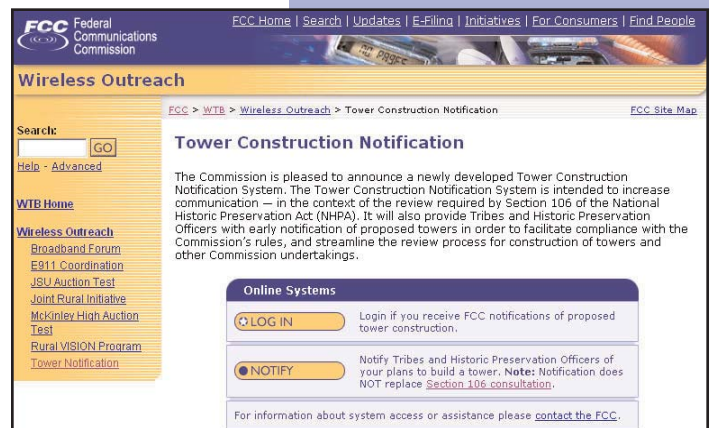 FCC Federal
Communications
Commission
FCC Home | Search | Updates | E-Filing | Initiatives | For Consumers | Find People
Wireless Outreach
FCC > WTB > Wireless Outreach > Tower Construction Notification
FCC Site Map
Search:
GO
Help - Advanced
WTB Home
Wireless Outreach
Broadband Forum
E911 Coordination
JSU Auction Test
Joint Rural Initiative
McKinley High Auction
Test
Rural VISION Program
Tower Notification
Tower Construction Notification
The Commission is pleased to announce a newly developed Tower Construction
Notification System. The Tower Construction Notification System is intended to increase
communication — in the context of the review required by Section 106 of the National
Historic Preservation Act (NHPA). It will also provide Tribes and Historic Preservation
Officers with early notification of proposed towers in order to facilitate compliance with the
Commission's rules, and streamline the review process for construction of towers and
other Commission undertakings.
Online Systems
LOG IN
Login if you receive FCC notifications of proposed
tower construction.
NOTIFY
Notify Tribes and Historic Preservation Officers of
your plans to build a tower. Note: Notification does
NOT replace Section 106 consultation.
For information about system access or assistance please contact the FCC.